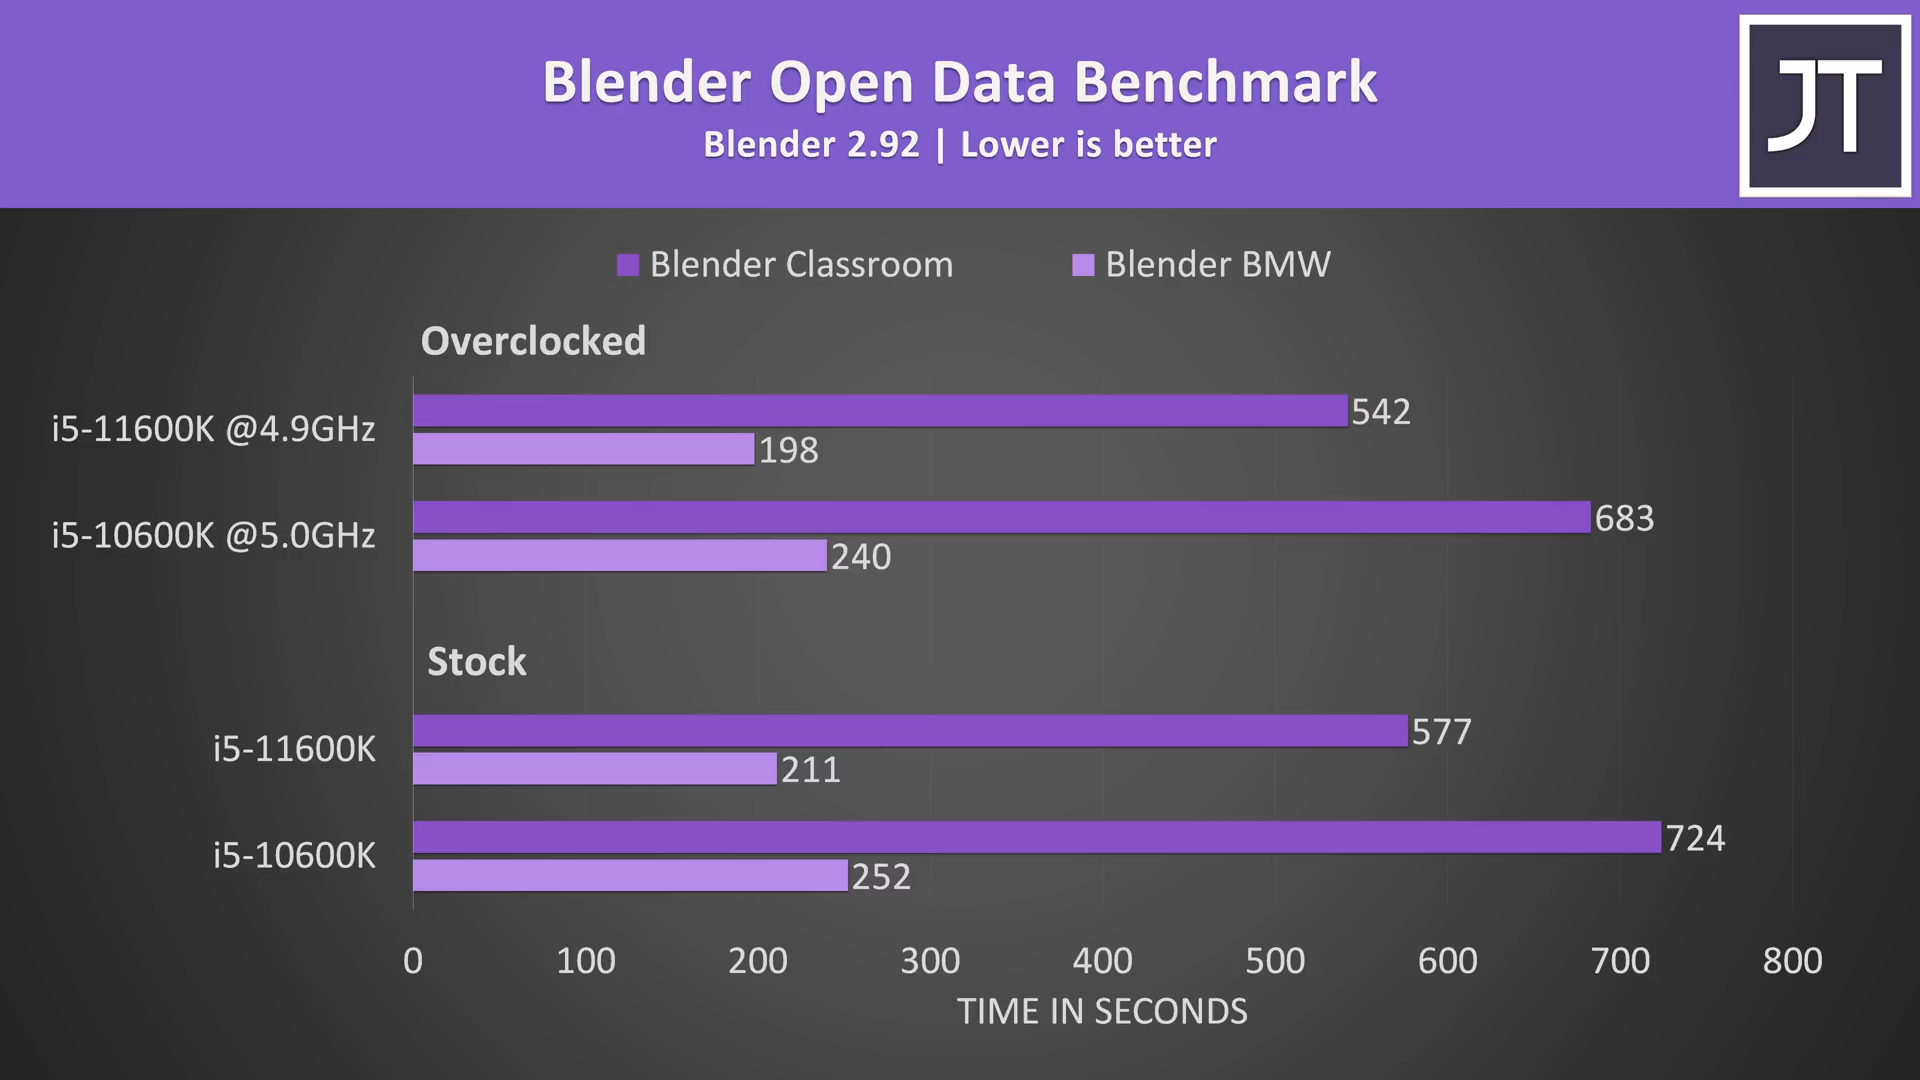 Blender Open Data Benchmark
Blender 2.92 | Lower is better
JT
Blender Classroom
Blender BMW
Overclocked
i5-11600K @4.9GHz
542
198
i5-10600K @5.0GHz
683
240
Stock
i5-11600K
577
211
i5-10600K
724
252
0 100 200 300 400 500 600 700 800
TIME IN SECONDS